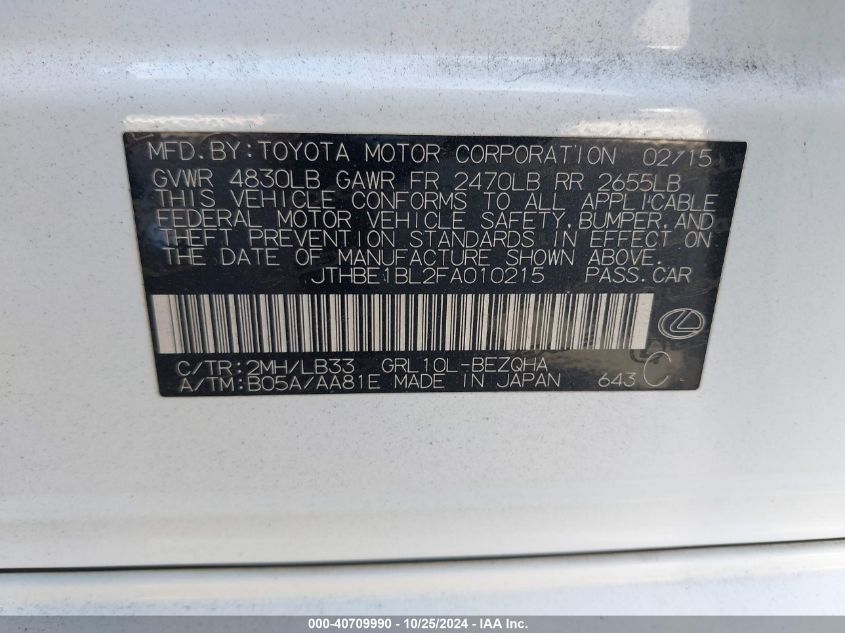 MFD. BY: TOYOTA MOTOR CORPORATION 02/15
GVWR 4830LB GAWR FR 2470LB RR 2655LB
THIS VEHICLE CONFORMS TO ALL APPLICABLE
FEDERAL MOTOR VEHICLE SAFETY, BUMPER, AND
THEFT PREVENTION STANDARDS IN EFFECT ON
THE DATE OF MANUFACTURE SHOWN ABOVE.
JTHBE1BL2FA010215 PASS. CAR
C/TR: 2MH/LB33 GRL10L-BEZQHA
A/TM: B05A/AA81E MADE IN JAPAN 643 C
000-40709990 - 10/25/2024 - IAAI Inc.